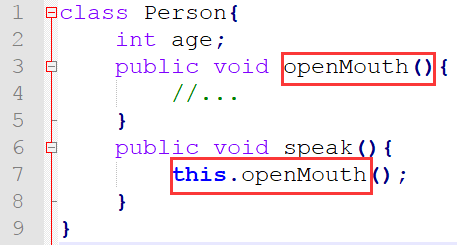 1 class Person{
2 int age;
3 public void openMouth(){
4 //...
5 }
6 public void speak(){
7 this.openMouth();
8 }
9 }